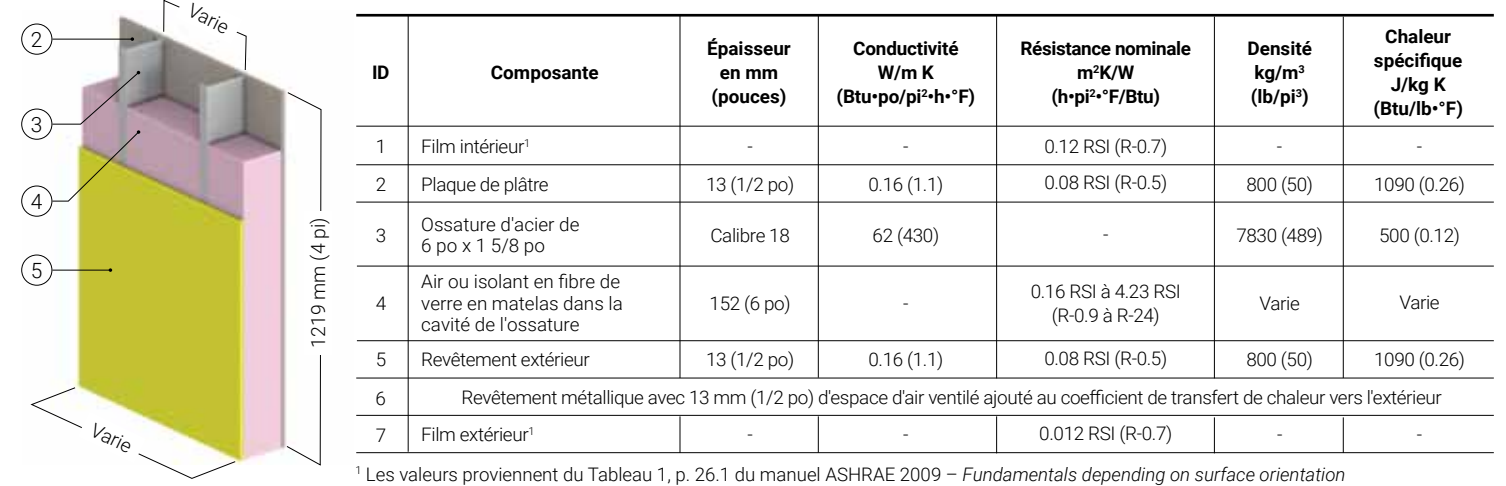 Varie
2
3
4
5
1219 mm (4 pi)
Varie
ID
Composante
Épaisseur
en mm
(pouces)
Conductivité
W/m K
(Btu•po/pi²•h•°F)
Résistance nominale
m²K/W
(h•pi²•°F/Btu)
Densité
kg/m³
(lb/pi³)
Chaleur
spécifique
J/kg K
(Btu/lb•°F)
1 Film intérieur¹ - - 0.12 RSI (R-0.7) - -
2 Plaque de plâtre 13 (1/2 po) 0.16 (1.1) 0.08 RSI (R-0.5) 800 (50) 1090 (0.26)
3 Ossature d'acier de
6 po x 1 5/8 po
Calibre 18 62 (430) - 7830 (489) 500 (0.12)
4 Air ou isolant en fibre de
verre en matelas dans la
cavité de l'ossature
152 (6 po) - 0.16 RSI à 4.23 RSI
(R-0.9 à R-24)
Varie Varie
5 Revêtement extérieur 13 (1/2 po) 0.16 (1.1) 0.08 RSI (R-0.5) 800 (50) 1090 (0.26)
6 Revêtement métallique avec 13 mm (1/2 po) d'espace d'air ventilé ajouté au coefficient de transfert de chaleur vers l'extérieur
7 Film extérieur¹ - - 0.012 RSI (R-0.7) - -
¹ Les valeurs proviennent du Tableau 1, p. 26.1 du manuel ASHRAE 2009 – Fundamentals depending on surface orientation